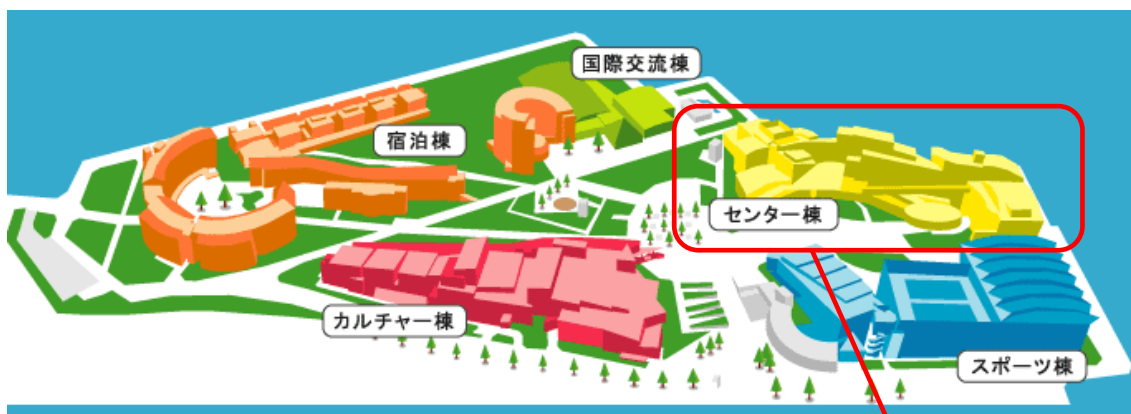 国際交流棟
宿泊棟
センター棟
カルチャー棟
スポーツ棟